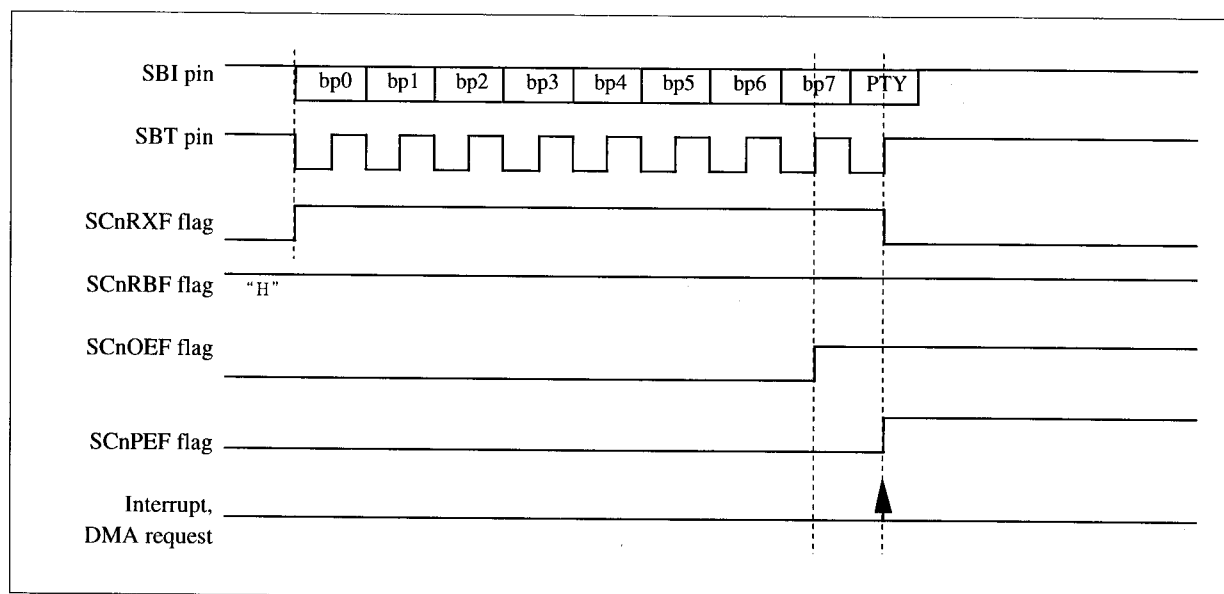 SBI pin
bp0 bp1 bp2 bp3 bp4 bp5 bp6 bp7 PTY
SBT pin
SCnRXF flag
SCnRBF flag
"H"
SCnOEF flag
SCnPEF flag
Interrupt,
DMA request